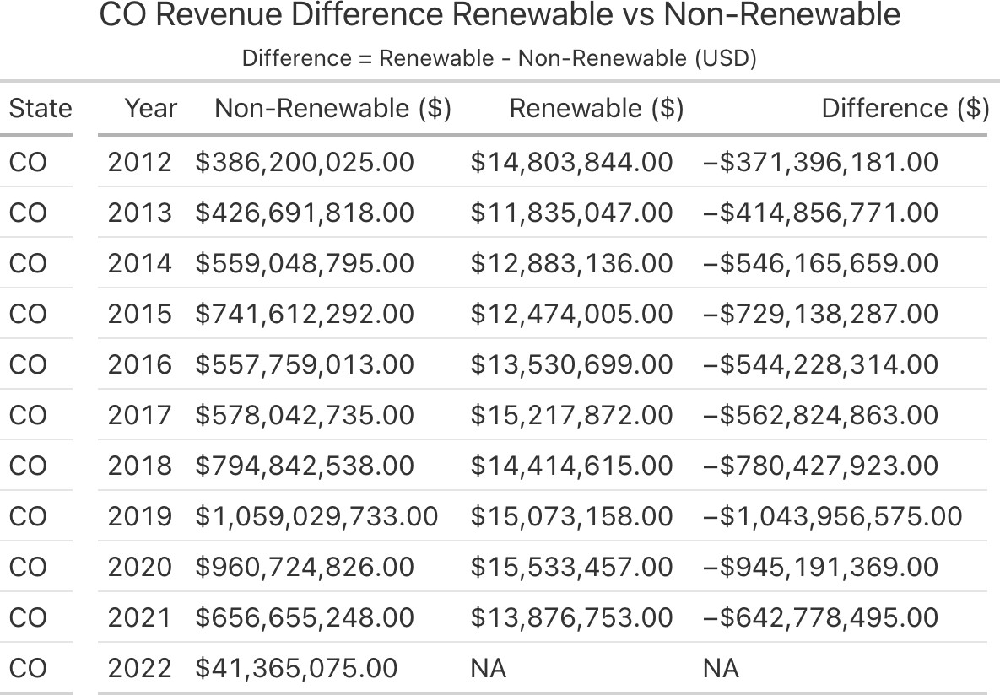 CO Revenue Difference Renewable vs Non-Renewable
Difference = Renewable - Non-Renewable (USD)
State Year Non-Renewable ($) Renewable ($) Difference ($)
CO 2012 $386,200,025.00 $14,803,844.00 −$371,396,181.00
CO 2013 $426,691,818.00 $11,835,047.00 −$414,856,771.00
CO 2014 $559,048,795.00 $12,883,136.00 −$546,165,659.00
CO 2015 $741,612,292.00 $12,474,005.00 −$729,138,287.00
CO 2016 $557,759,013.00 $13,530,699.00 −$544,228,314.00
CO 2017 $578,042,735.00 $15,217,872.00 −$562,824,863.00
CO 2018 $794,842,538.00 $14,414,615.00 −$780,427,923.00
CO 2019 $1,059,029,733.00 $15,073,158.00 −$1,043,956,575.00
CO 2020 $960,724,826.00 $15,533,457.00 −$945,191,369.00
CO 2021 $656,655,248.00 $13,876,753.00 −$642,778,495.00
CO 2022 $41,365,075.00 NA NA